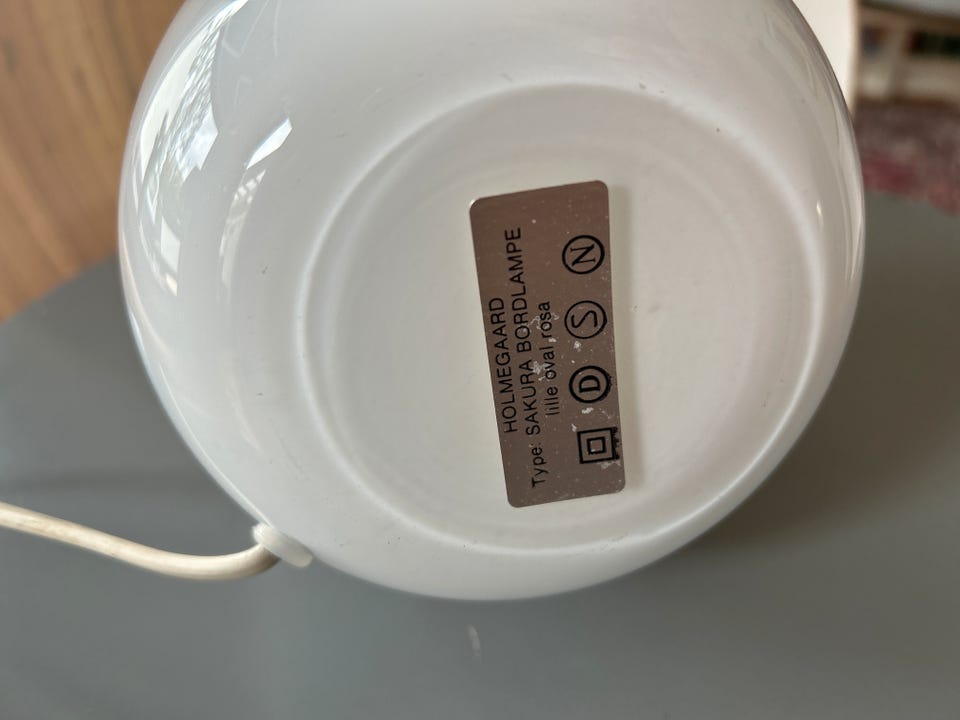 HOLMEGAARD
Type: SAKURA BORDLAMPE
lille oval rosa
D S N